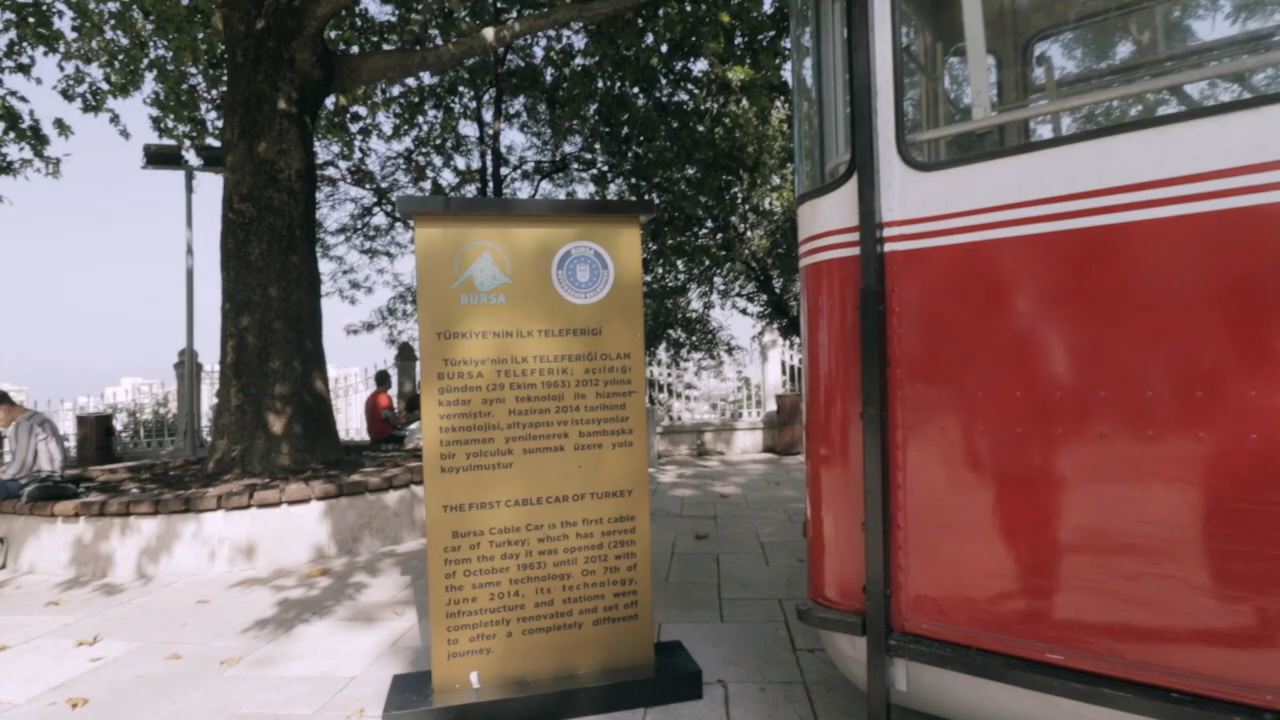 BURSA
BURSA
TÜRKİYE'NİN İLK TELEFERİĞİ
Türkiye'nin İLK TELEFERİĞİ OLAN
BURSA TELEFERİK; açıldığı
günden (29 Ekim 1963) 2012 yılına
kadar aynı teknoloji ile hizmet
vermiştir. Haziran 2014 tarihind
teknolojisi, altyapısı ve istasyonlar
tamamen yenilenerek bambaşka
bir yolculuk sunmak üzere yola
koyulmuştur
THE FIRST CABLE CAR OF TURKEY
Bursa Cable Car ıs the first cable
car of Turkey; whıch has served
from the day it was opened (29th
of October 1963) until 2012 with
the same technology. On 7th of
June 2014, its technology,
infrastructure and stations were
completely renovated and set off
to offer a completely different
journey.